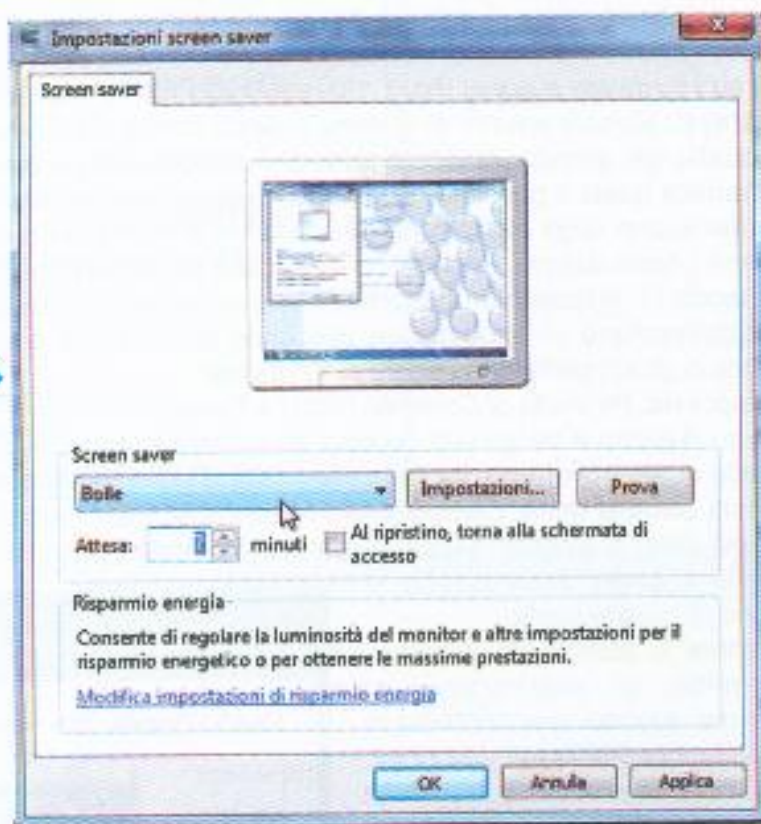 Impostazioni screen saver
Screen saver
Screen saver
Bolle Impostazioni... Prova
Attesa: minuti Al ripristino, torna alla schermata di
accesso
Risparmio energia
Consente di regolare la luminosità del monitor e altre impostazioni per il
risparmio energetico o per ottenere le massime prestazioni.
Modifica impostazioni di risparmio energia
OK Annulla Applica